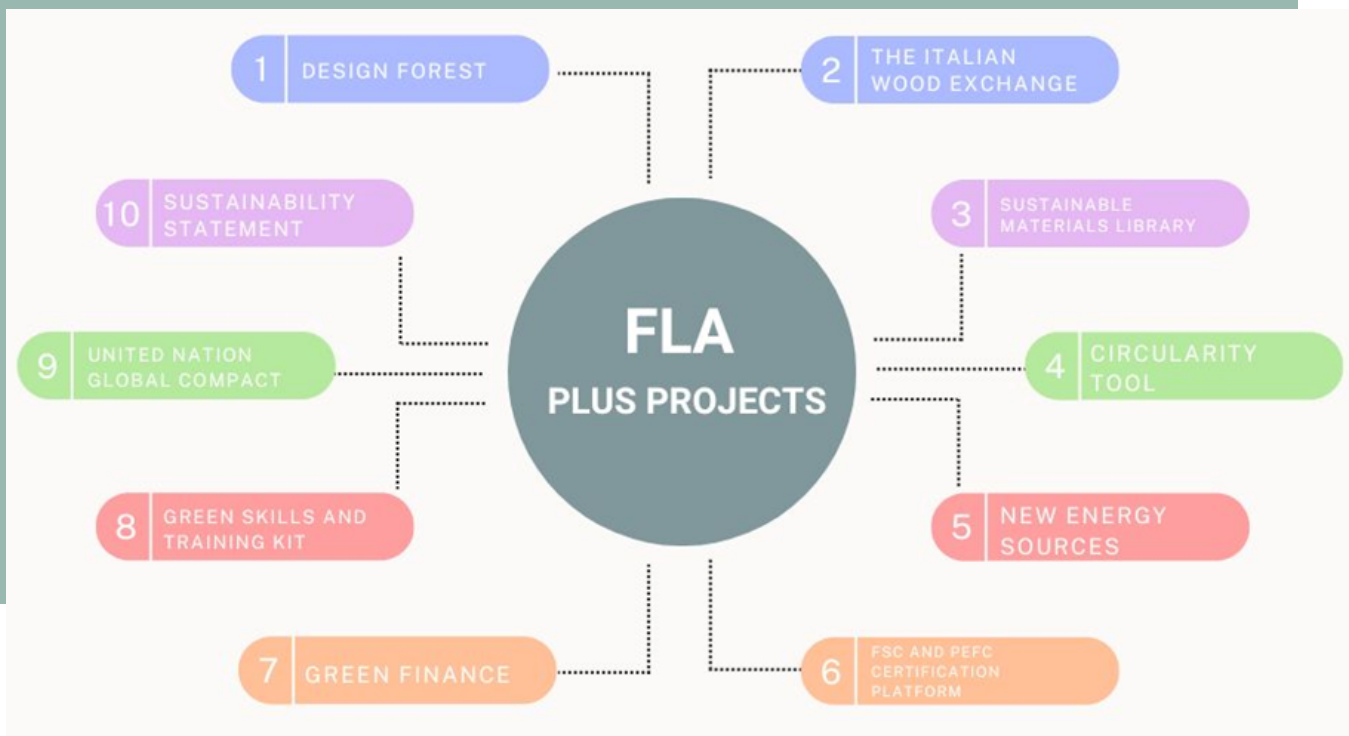 1 DESIGN FOREST
2 THE ITALIAN
WOOD EXCHANGE
3 SUSTAINABLE
MATERIALS LIBRARY
4 CIRCULARITY
TOOL
5 NEW ENERGY
SOURCES
6 FSC AND PEFC
CERTIFICATION
PLATFORM
7 GREEN FINANCE
8 GREEN SKILLS AND
TRAINING KIT
9 UNITED NATION
GLOBAL COMPACT
10 SUSTAINABILITY
STATEMENT
FLA
PLUS PROJECTS